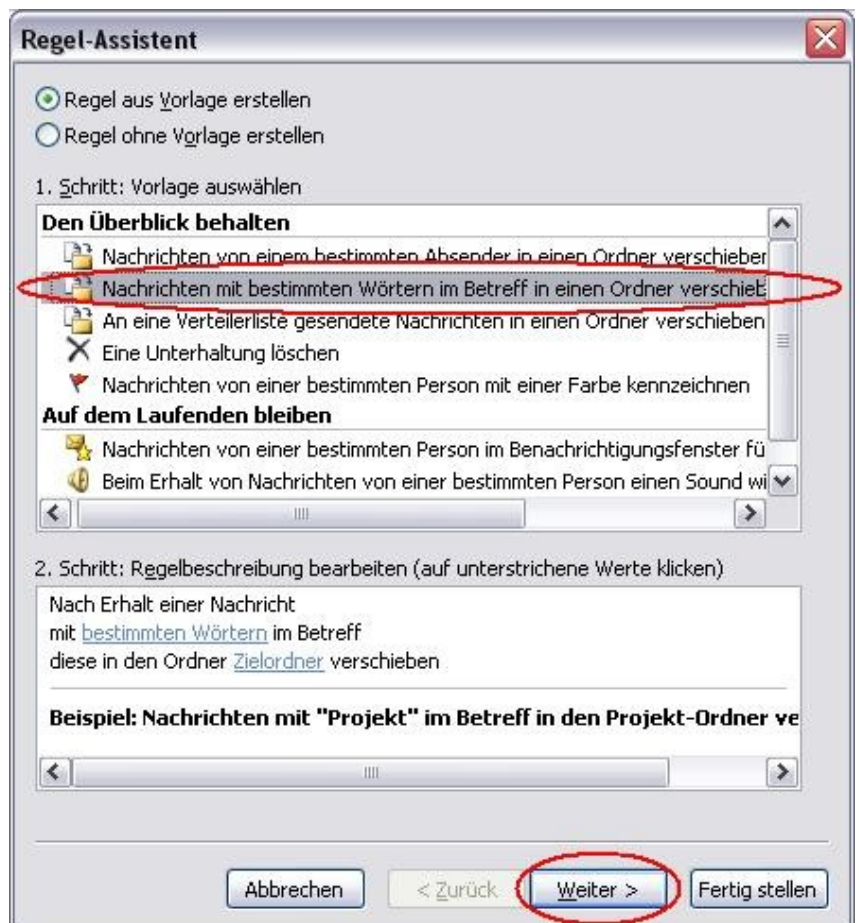 Regel-Assistent
Regel aus Vorlage erstellen
Regel ohne Vorlage erstellen
1. Schritt: Vorlage auswählen
Den Überblick behalten
Nachrichten von einem bestimmten Absender in einen Ordner verschieben
Nachrichten mit bestimmten Wörtern im Betreff in einen Ordner verschieb
An eine Verteilerliste gesendete Nachrichten in einen Ordner verschieben
Eine Unterhaltung löschen
Nachrichten von einer bestimmten Person mit einer Farbe kennzeichnen
Auf dem Laufenden bleiben
Nachrichten von einer bestimmten Person im Benachrichtigungsfenster fü
Beim Erhalt von Nachrichten von einer bestimmten Person einen Sound wi
2. Schritt: Regelbeschreibung bearbeiten (auf unterstrichene Werte klicken)
Nach Erhalt einer Nachricht
mit bestimmten Wörtern im Betreff
diese in den Ordner Zielordner verschieben
Beispiel: Nachrichten mit "Projekt" im Betreff in den Projekt-Ordner ve
Abbrechen < Zurück Weiter > Fertig stellen